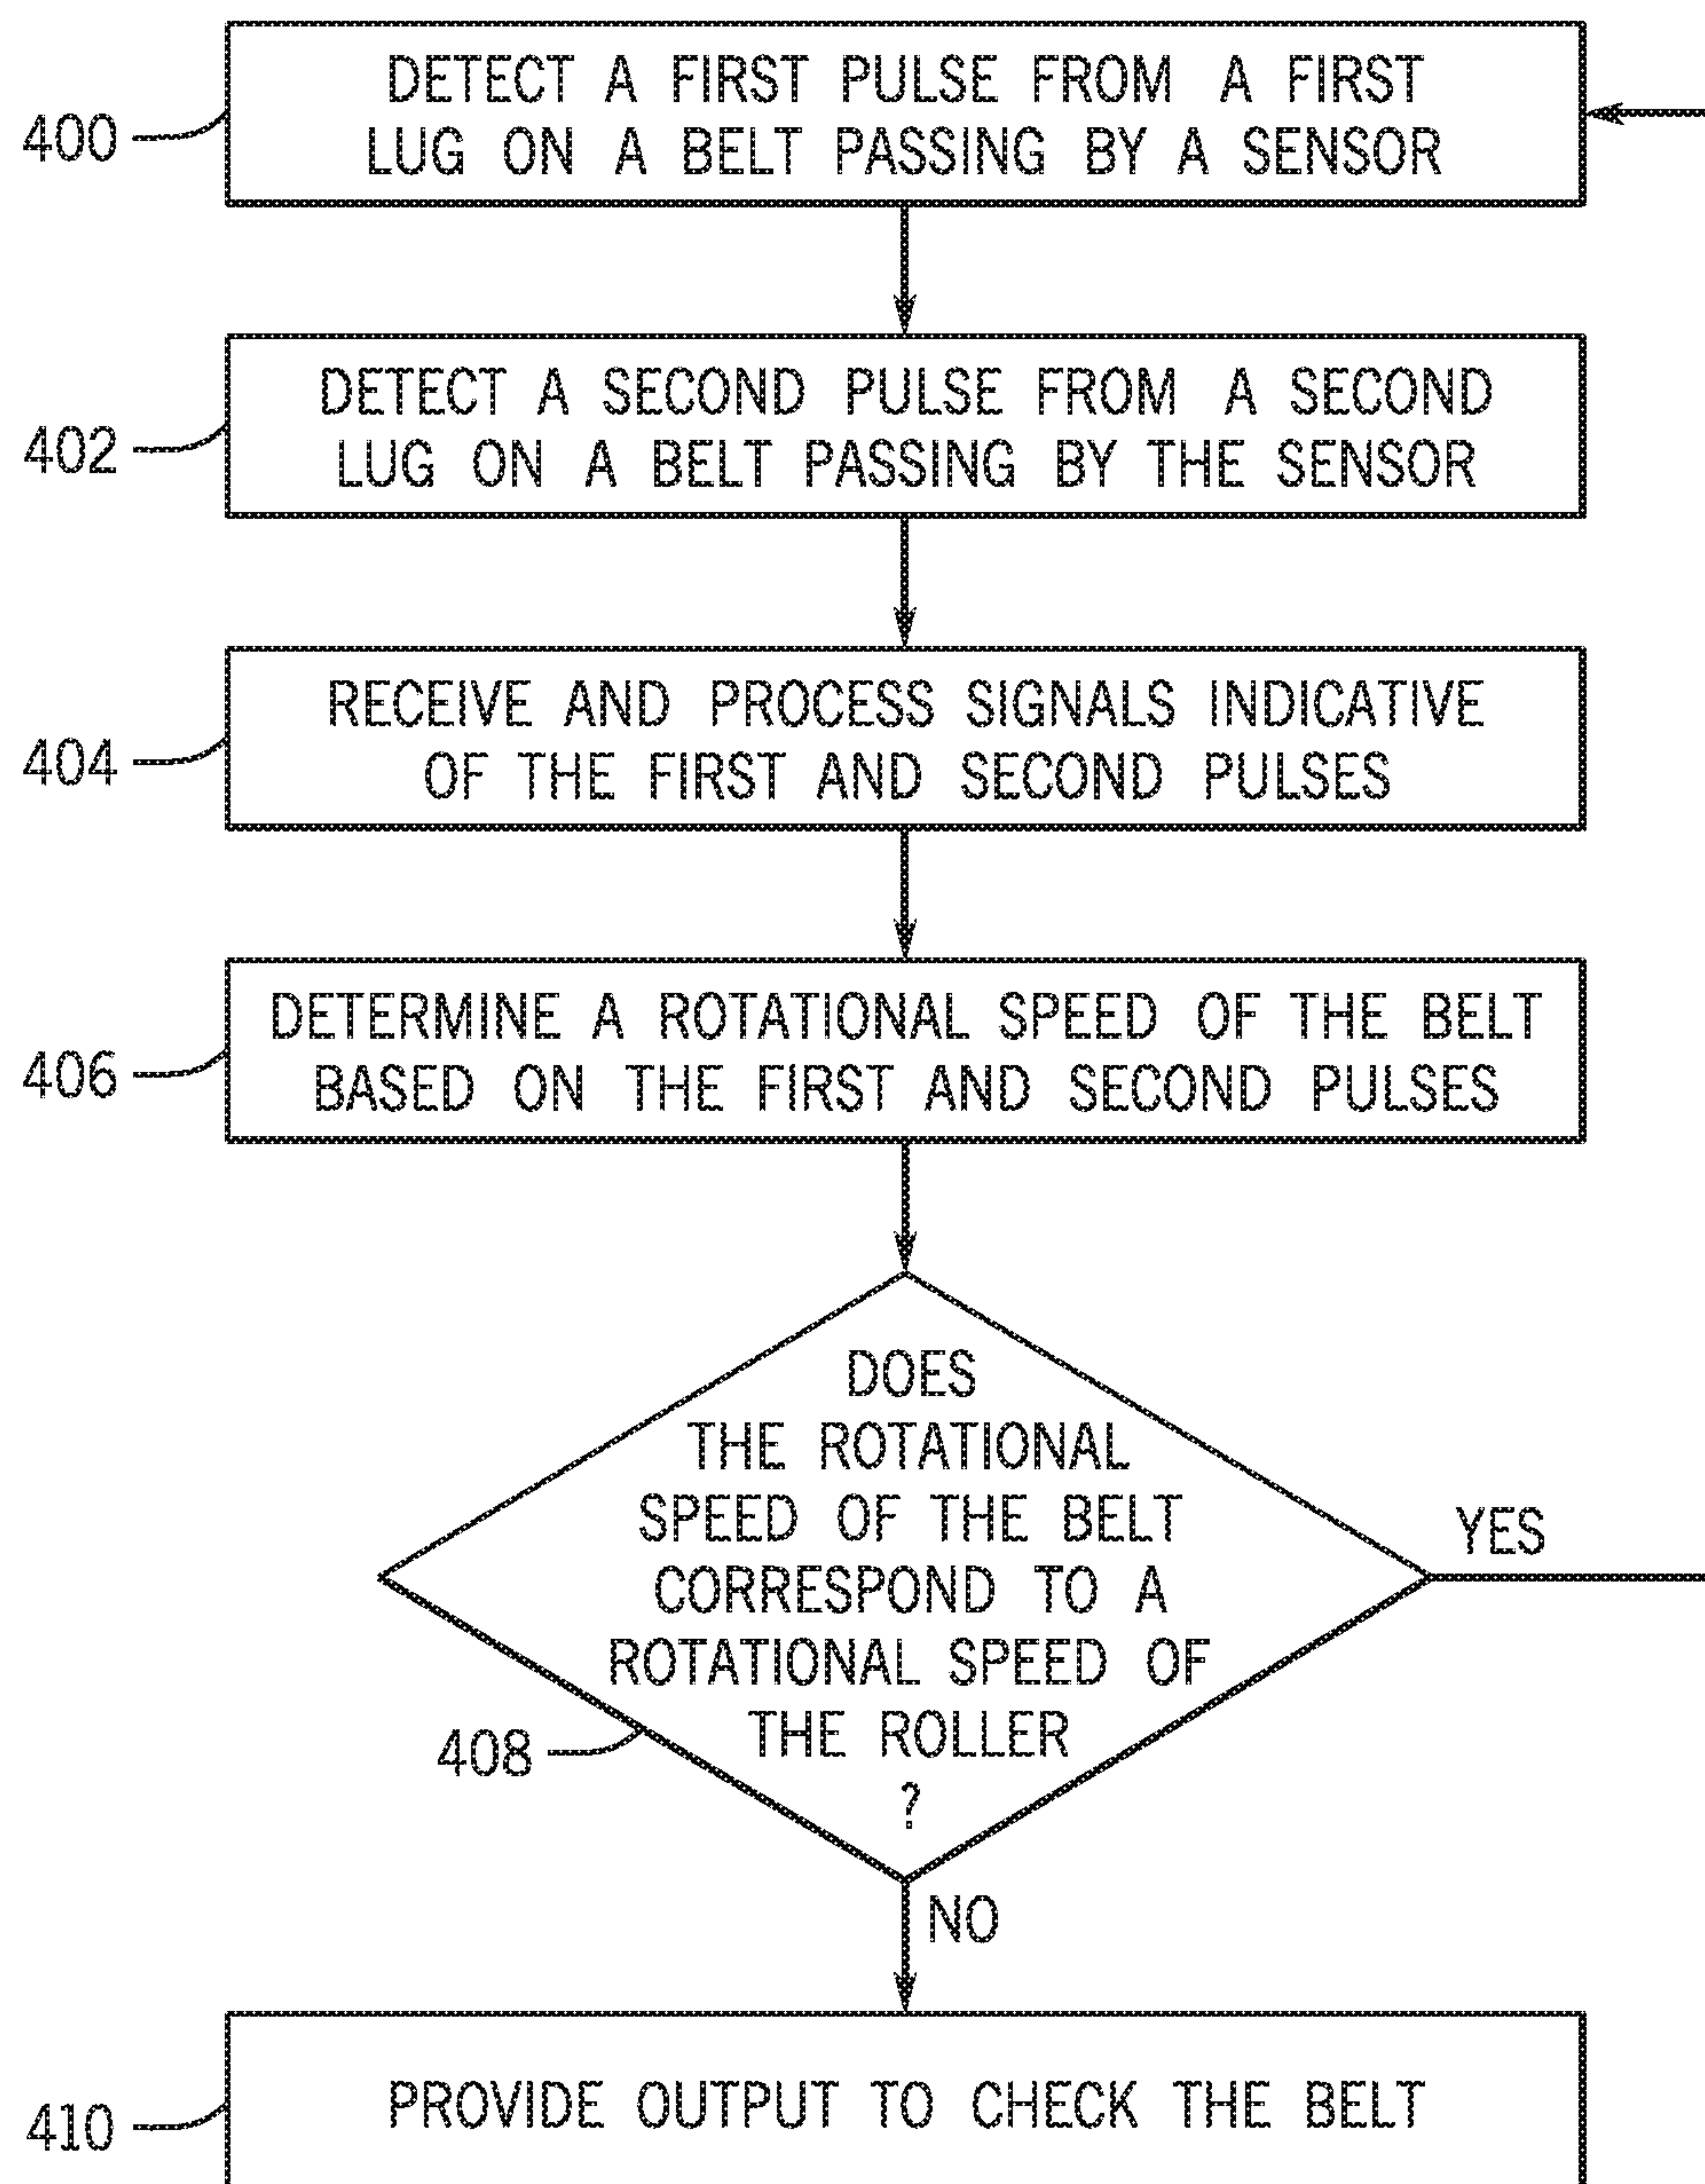 DETECT A FIRST PULSE FROM A FIRST
LUG ON A BELT PASSING BY A SENSOR
400
DETECT A SECOND PULSE FROM A SECOND
LUG ON A BELT PASSING BY THE SENSOR
402
RECEIVE AND PROCESS SIGNALS INDICATIVE
OF THE FIRST AND SECOND PULSES
404
DETERMINE A ROTATIONAL SPEED OF THE BELT
BASED ON THE FIRST AND SECOND PULSES
406
DOES
THE ROTATIONAL
SPEED OF THE BELT
CORRESPOND TO A
ROTATIONAL SPEED OF
THE ROLLER
?
YES
408
NO
PROVIDE OUTPUT TO CHECK THE BELT
410